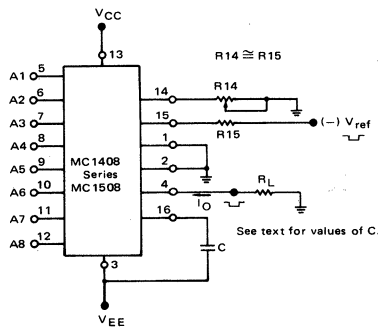 VCC
13
R14 ≅ R15
A1 5
A2 6
A3 7
A4 8
A5 9
A6 10
A7 11
A8 12
MC1408
Series
MC1508
14
R14
15
R15
(−) Vref
1
2
4
IO
RL
16
C
See text for values of C.
3
VEE